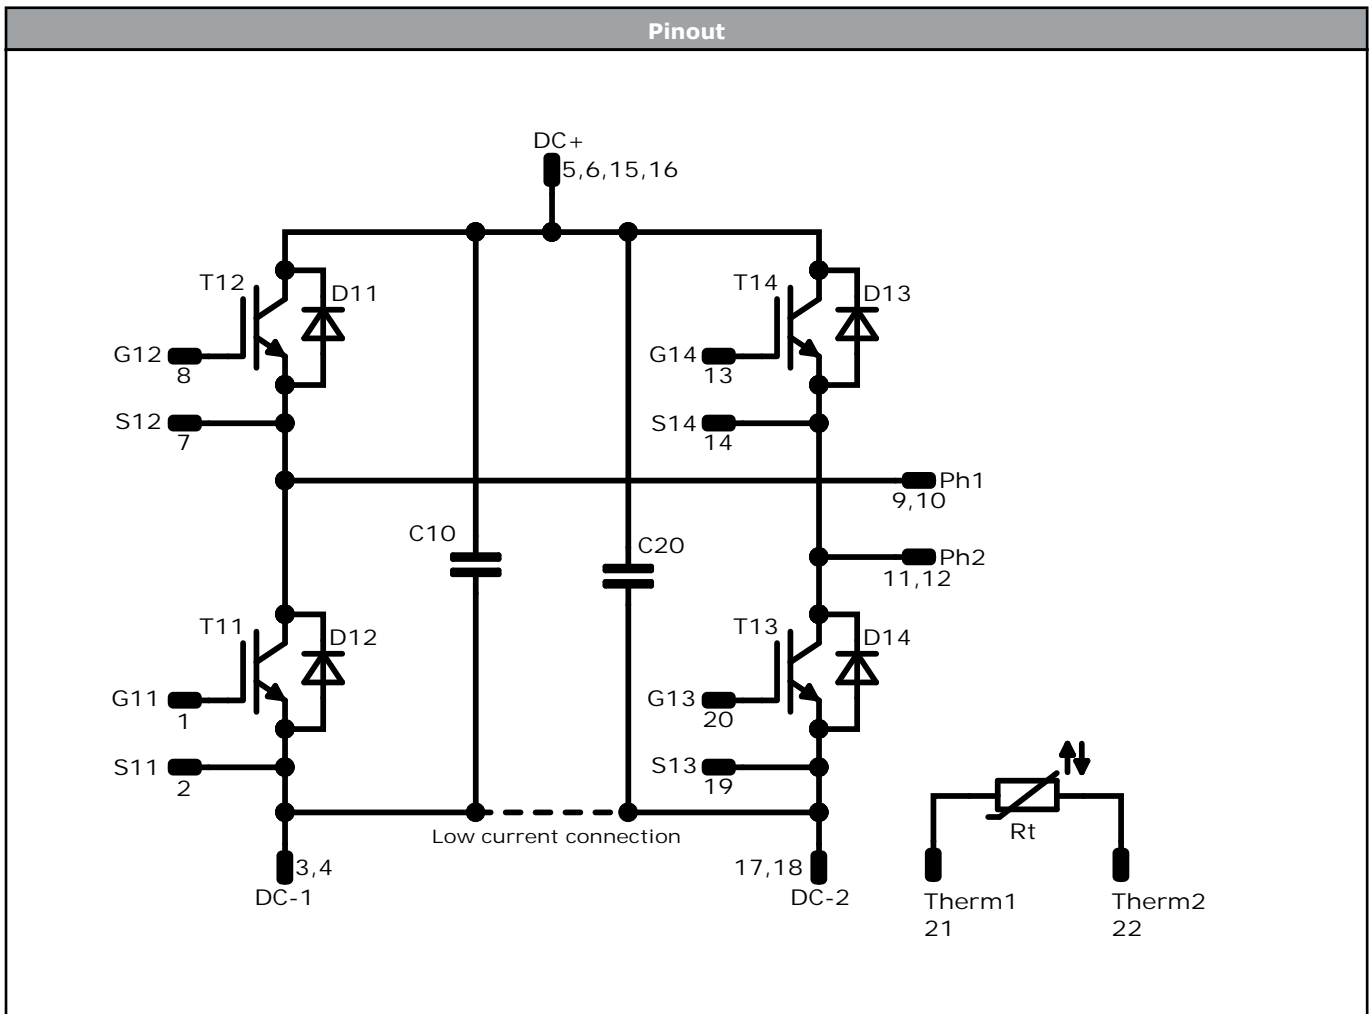 Pinout
DC+
5,6,15,16
T12
D11
G12
8
S12
7
T14
D13
G14
13
S14
14
Ph1
9,10
C10
C20
Ph2
11,12
T11
D12
G11
1
S11
2
T13
D14
G13
20
S13
19
Low current connection
3,4
DC-1
17,18
DC-2
Rt
Therm1
21
Therm2
22